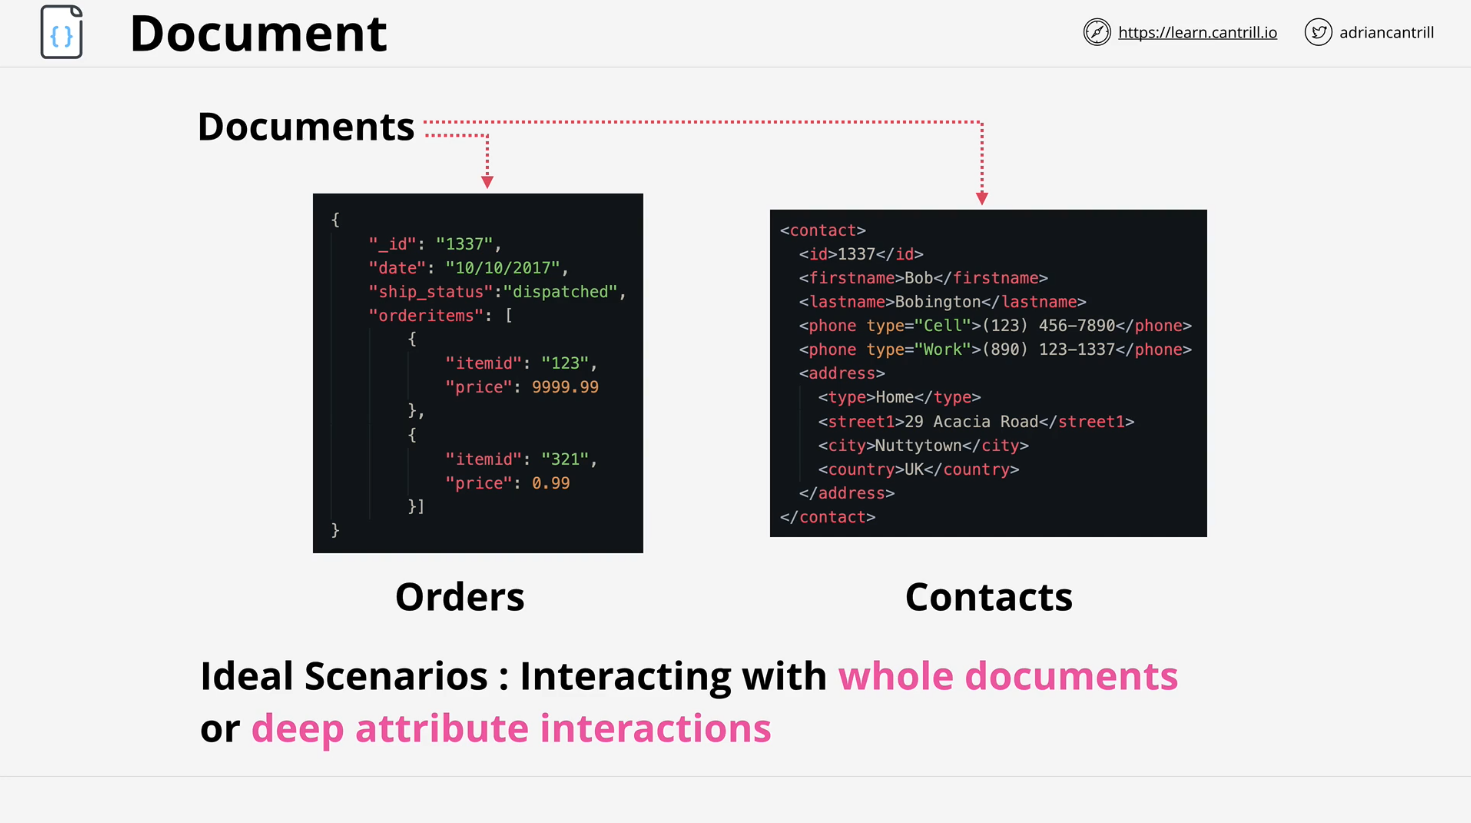 { }
Document
https://learn.cantrill.io
adriancantrill
Documents
{
"_id": "1337",
"date": "10/10/2017",
"ship_status":"dispatched",
"orderitems": [
{
"itemid": "123",
"price": 9999.99
},
{
"itemid": "321",
"price": 0.99
}]
}
Orders
<contact>
<id>1337</id>
<firstname>Bob</firstname>
<lastname>Bobington</lastname>
<phone type="Cell">(123) 456-7890</phone>
<phone type="Work">(890) 123-1337</phone>
<address>
<type>Home</type>
<street1>29 Acacia Road</street1>
<city>Nuttytown</city>
<country>UK</country>
</address>
</contact>
Contacts
Ideal Scenarios : Interacting with whole documents
or deep attribute interactions